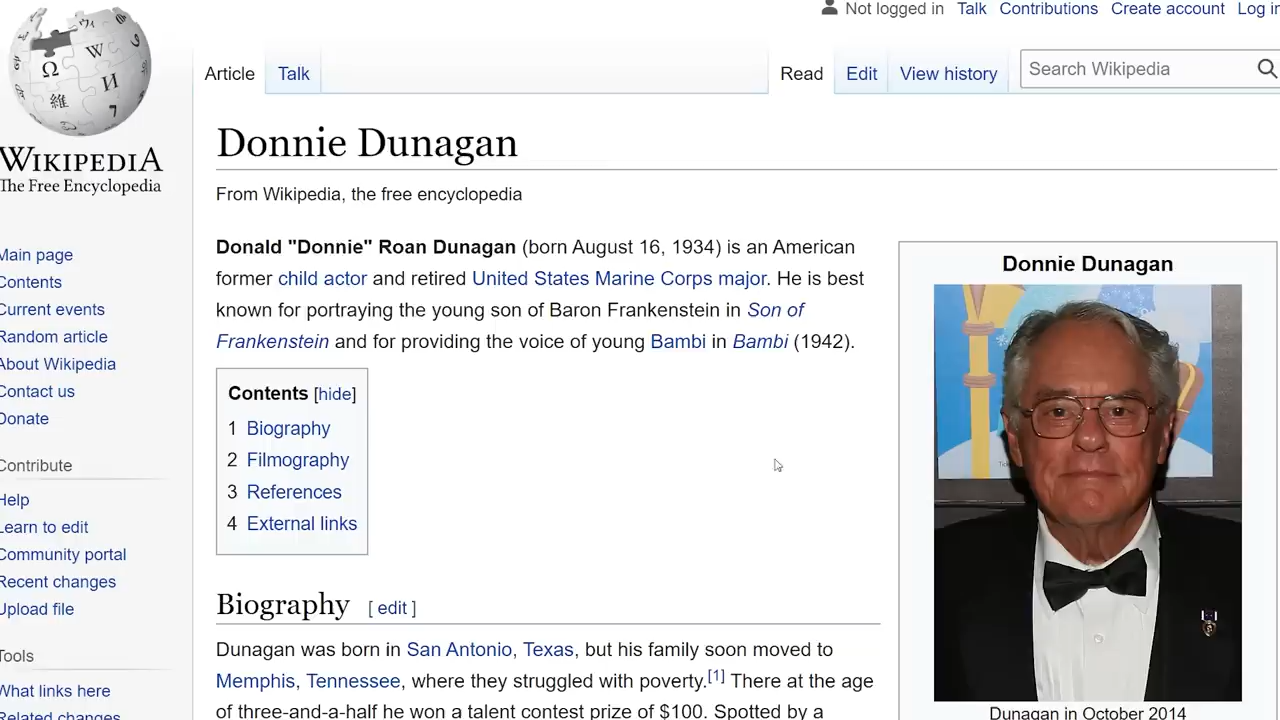 Not logged in Talk Contributions Create account Log in
Article Talk Read Edit View history Search Wikipedia
Ω W И 維 7
WIKIPEDIA
The Free Encyclopedia
Main page
Contents
Current events
Random article
About Wikipedia
Contact us
Donate
Contribute
Help
Learn to edit
Community portal
Recent changes
Upload file
Tools
What links here
Related changes
Donnie Dunagan
From Wikipedia, the free encyclopedia
Donald "Donnie" Roan Dunagan (born August 16, 1934) is an American
former child actor and retired United States Marine Corps major. He is best
known for portraying the young son of Baron Frankenstein in Son of
Frankenstein and for providing the voice of young Bambi in Bambi (1942).
Contents [hide]
1 Biography
2 Filmography
3 References
4 External links
Biography [ edit ]
Dunagan was born in San Antonio, Texas, but his family soon moved to
Memphis, Tennessee, where they struggled with poverty.[1] There at the age
of three-and-a-half he won a talent contest prize of $100. Spotted by a
Donnie Dunagan
Dunagan in October 2014